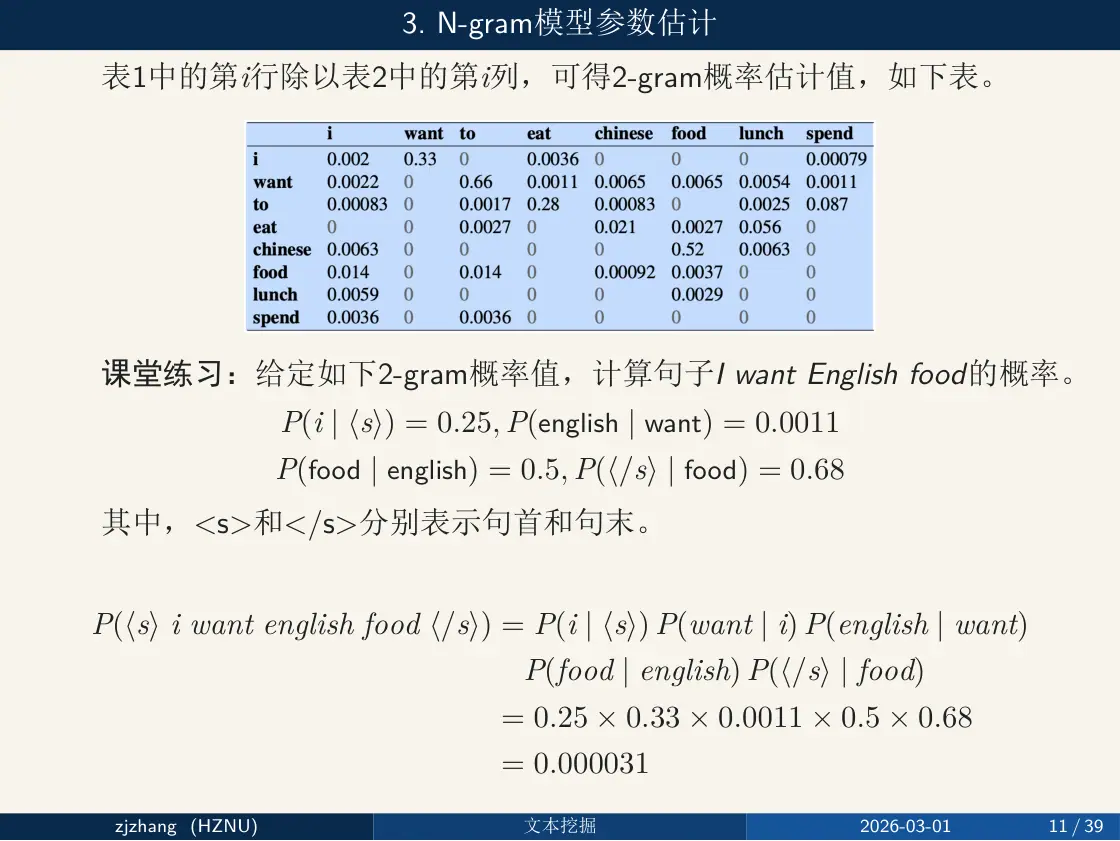 3. N-gram模型参数估计
表1中的第i行除以表2中的第i列，可得2-gram概率估计值，如下表。
i want to eat chinese food lunch spend
i 0.002 0.33 0 0.0036 0 0 0 0.00079
want 0.0022 0 0.66 0.0011 0.0065 0.0065 0.0054 0.0011
to 0.00083 0 0.0017 0.28 0.00083 0 0.0025 0.087
eat 0 0 0.0027 0 0.021 0.0027 0.056 0
chinese 0.0063 0 0 0 0 0.52 0.0063 0
food 0.014 0 0.014 0 0.00092 0.0037 0 0
lunch 0.0059 0 0 0 0 0.0029 0 0
spend 0.0036 0 0.0036 0 0 0 0 0
课堂练习：给定如下2-gram概率值，计算句子I want English food的概率。
P(i | ⟨s⟩) = 0.25, P(english | want) = 0.0011
P(food | english) = 0.5, P(⟨/s⟩ | food) = 0.68
其中，<s>和</s>分别表示句首和句末。
P(⟨s⟩ i want english food ⟨/s⟩) = P(i | ⟨s⟩) P(want | i) P(english | want)
P(food | english) P(⟨/s⟩ | food)
= 0.25 × 0.33 × 0.0011 × 0.5 × 0.68
= 0.000031
zjzhang (HZNU) 文本挖掘 2026-03-01 11 / 39